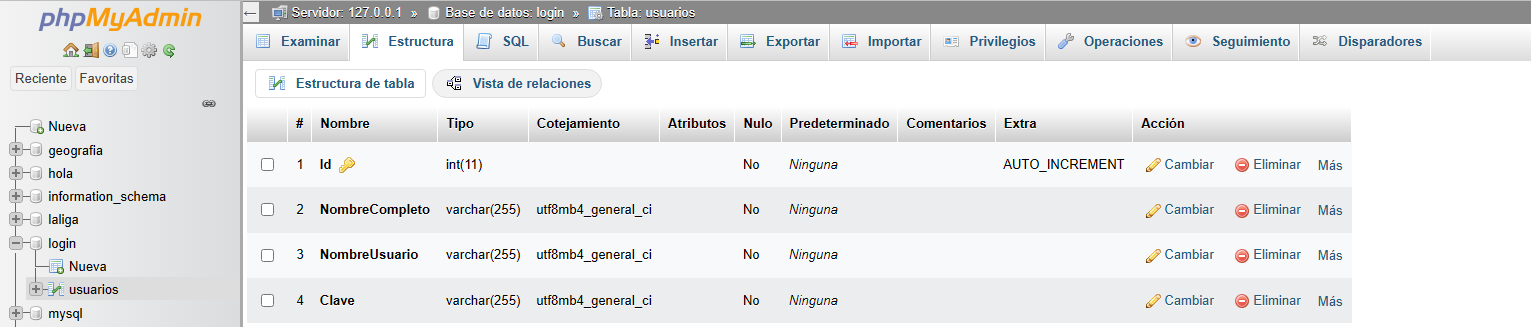 phpMyAdmin
Servidor: 127.0.0.1 » Base de datos: login » Tabla: usuarios
Examinar Estructura SQL Buscar Insertar Exportar Importar Privilegios Operaciones Seguimiento Disparadores
Reciente Favoritas
Estructura de tabla Vista de relaciones
Nueva
geografia
hola
information_schema
laliga
login
Nueva
usuarios
mysql
# Nombre Tipo Cotejamiento Atributos Nulo Predeterminado Comentarios Extra Acción
1 Id int(11) No Ninguna AUTO_INCREMENT Cambiar Eliminar Más
2 NombreCompleto varchar(255) utf8mb4_general_ci No Ninguna Cambiar Eliminar Más
3 NombreUsuario varchar(255) utf8mb4_general_ci No Ninguna Cambiar Eliminar Más
4 Clave varchar(255) utf8mb4_general_ci No Ninguna Cambiar Eliminar Más